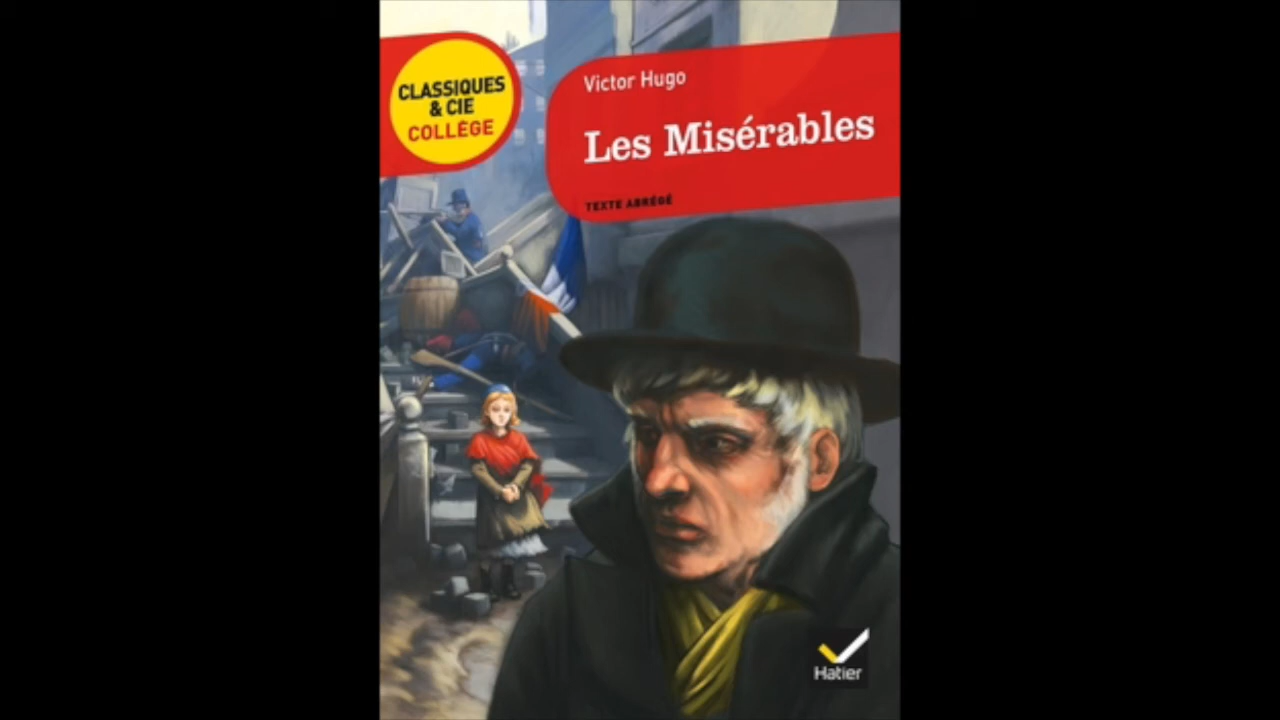 CLASSIQUES
& CIE
COLLÈGE
Victor Hugo
Les Misérables
TEXTE ABRÉGÉ
Hatier